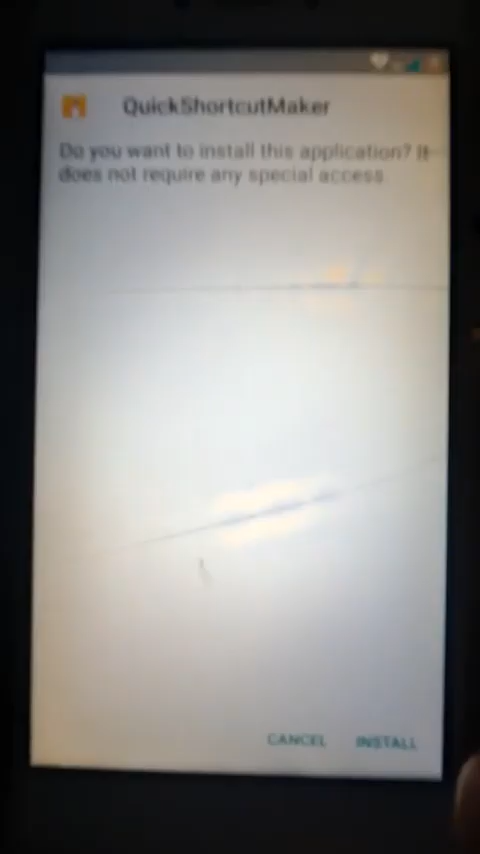 QuickShortcutMaker
Do you want to install this application? It
does not require any special access.
CANCEL INSTALL